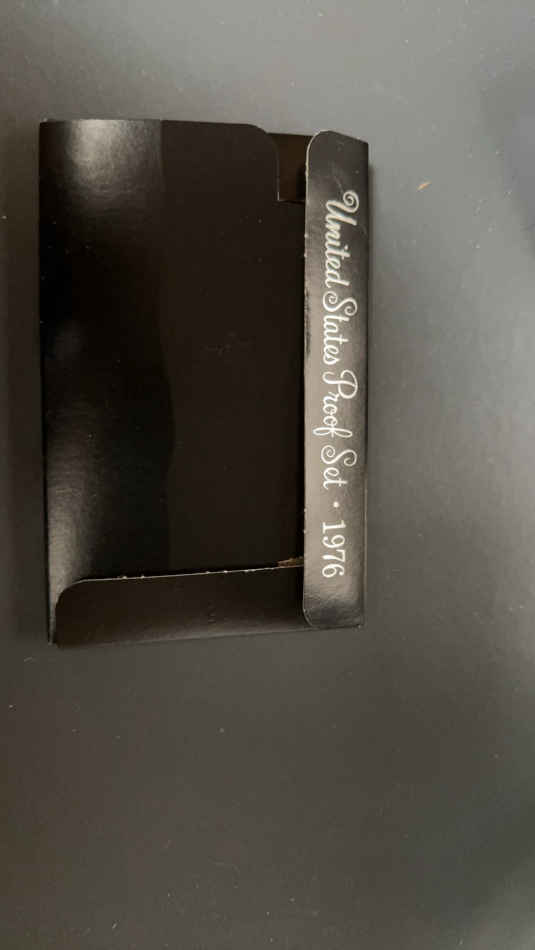 United States Proof Set • 1976